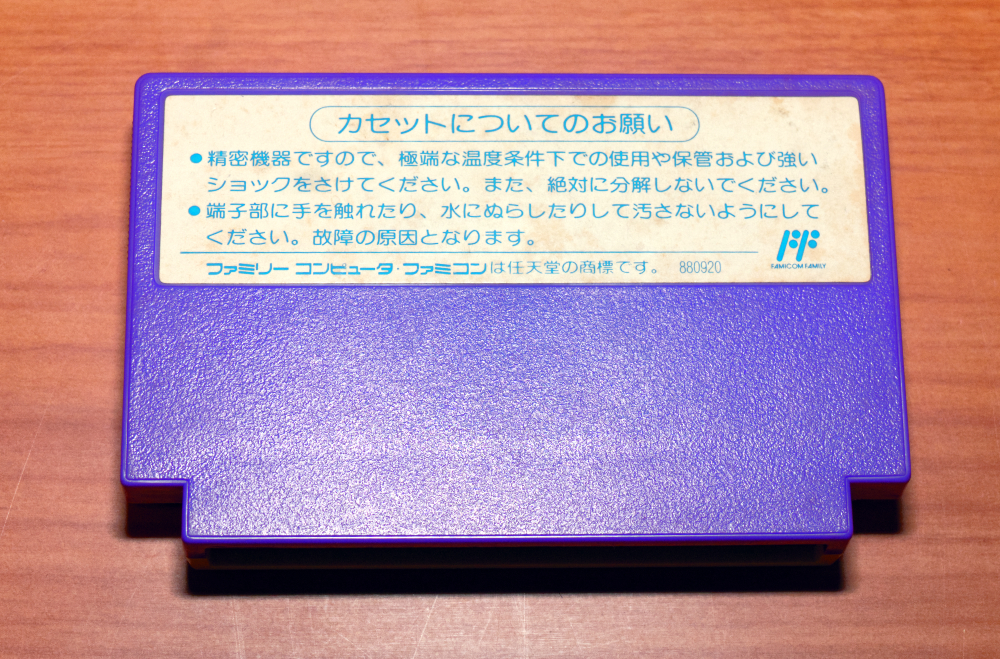 カセットについてのお願い
●精密機器ですので、極端な温度条件下での使用や保管および強い
ショックをさけてください。また、絶対に分解しないでください。
●端子部に手を触れたり、水にぬらしたりして汚さないようにして
ください。故障の原因となります。
ファミリー コンピュータ・ファミコンは任天堂の商標です。 880920
FAMICOM FAMILY